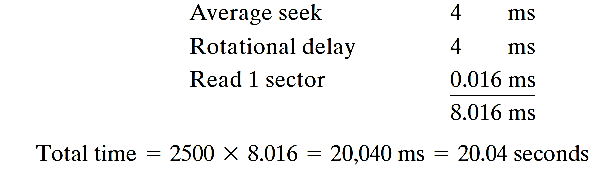 Average seek 4 ms
Rotational delay 4 ms
Read 1 sector 0.016 ms
8.016 ms
Total time = 2500 × 8.016 = 20,040 ms = 20.04 seconds